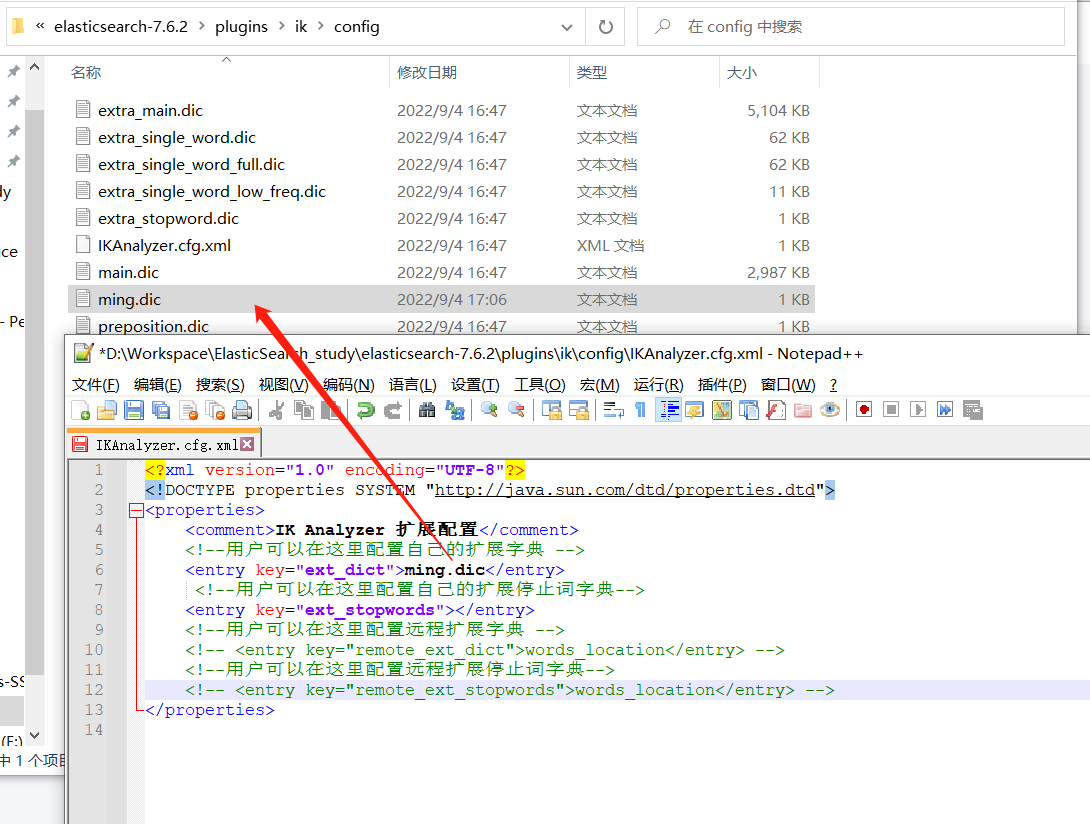 « elasticsearch-7.6.2 > plugins > ik > config
在 config 中搜索
名称 修改日期 类型 大小
extra_main.dic 2022/9/4 16:47 文本文档 5,104 KB
extra_single_word.dic 2022/9/4 16:47 文本文档 62 KB
extra_single_word_full.dic 2022/9/4 16:47 文本文档 62 KB
extra_single_word_low_freq.dic 2022/9/4 16:47 文本文档 11 KB
extra_stopword.dic 2022/9/4 16:47 文本文档 1 KB
IKAnalyzer.cfg.xml 2022/9/4 16:47 XML 文档 1 KB
main.dic 2022/9/4 16:47 文本文档 2,987 KB
ming.dic 2022/9/4 17:06 文本文档 1 KB
preposition.dic 2022/9/4 16:47 文本文档 1 KB
dy
ce
- Pe
s-SS
(F:)
中 1 个项目
*D:\Workspace\ElasticSearch_study\elasticsearch-7.6.2\plugins\ik\config\IKAnalyzer.cfg.xml - Notepad++
文件(F) 编辑(E) 搜索(S) 视图(V) 编码(N) 语言(L) 设置(T) 工具(O) 宏(M) 运行(R) 插件(P) 窗口(W) ?
IKAnalyzer.cfg.xml
1 <?xml version="1.0" encoding="UTF-8"?>
2 <!DOCTYPE properties SYSTEM "http://java.sun.com/dtd/properties.dtd">
3 <properties>
4 <comment>IK Analyzer 扩展配置</comment>
5 <!--用户可以在这里配置自己的扩展字典 -->
6 <entry key="ext_dict">ming.dic</entry>
7 <!--用户可以在这里配置自己的扩展停止词字典-->
8 <entry key="ext_stopwords"></entry>
9 <!--用户可以在这里配置远程扩展字典 -->
10 <!-- <entry key="remote_ext_dict">words_location</entry> -->
11 <!--用户可以在这里配置远程扩展停止词字典-->
12 <!-- <entry key="remote_ext_stopwords">words_location</entry> -->
13 </properties>
14